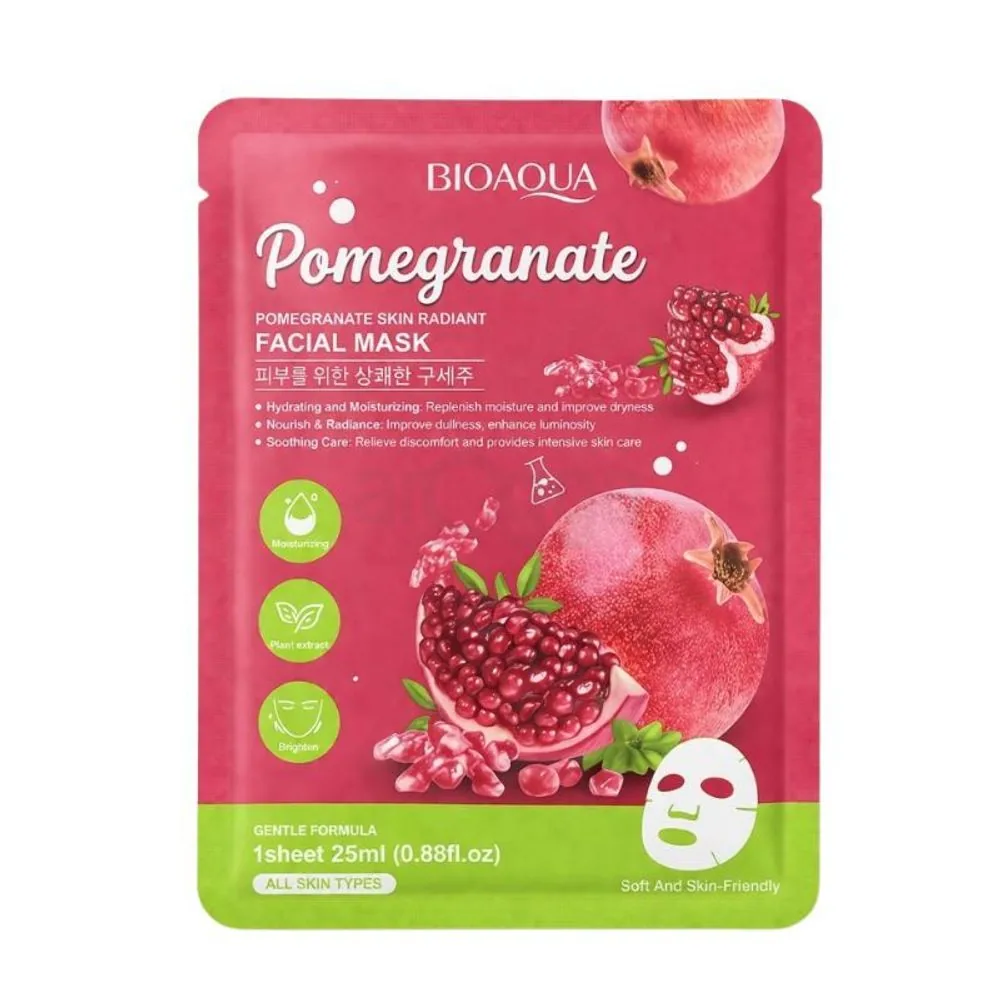 BIOAQUA
Pomegranate
POMEGRANATE SKIN RADIANT
FACIAL MASK
피부를 위한 상쾌한 구세주
• Hydrating and Moisturizing: Replenish moisture and improve dryness
• Nourish & Radiance: Improve dullness, enhance luminosity
• Soothing Care: Relieve discomfort and provides intensive skin care
Moisturizing
Plant extract
Brighten
GENTLE FORMULA
1sheet 25ml (0.88fl.oz)
ALL SKIN TYPES
Soft And Skin-Friendly